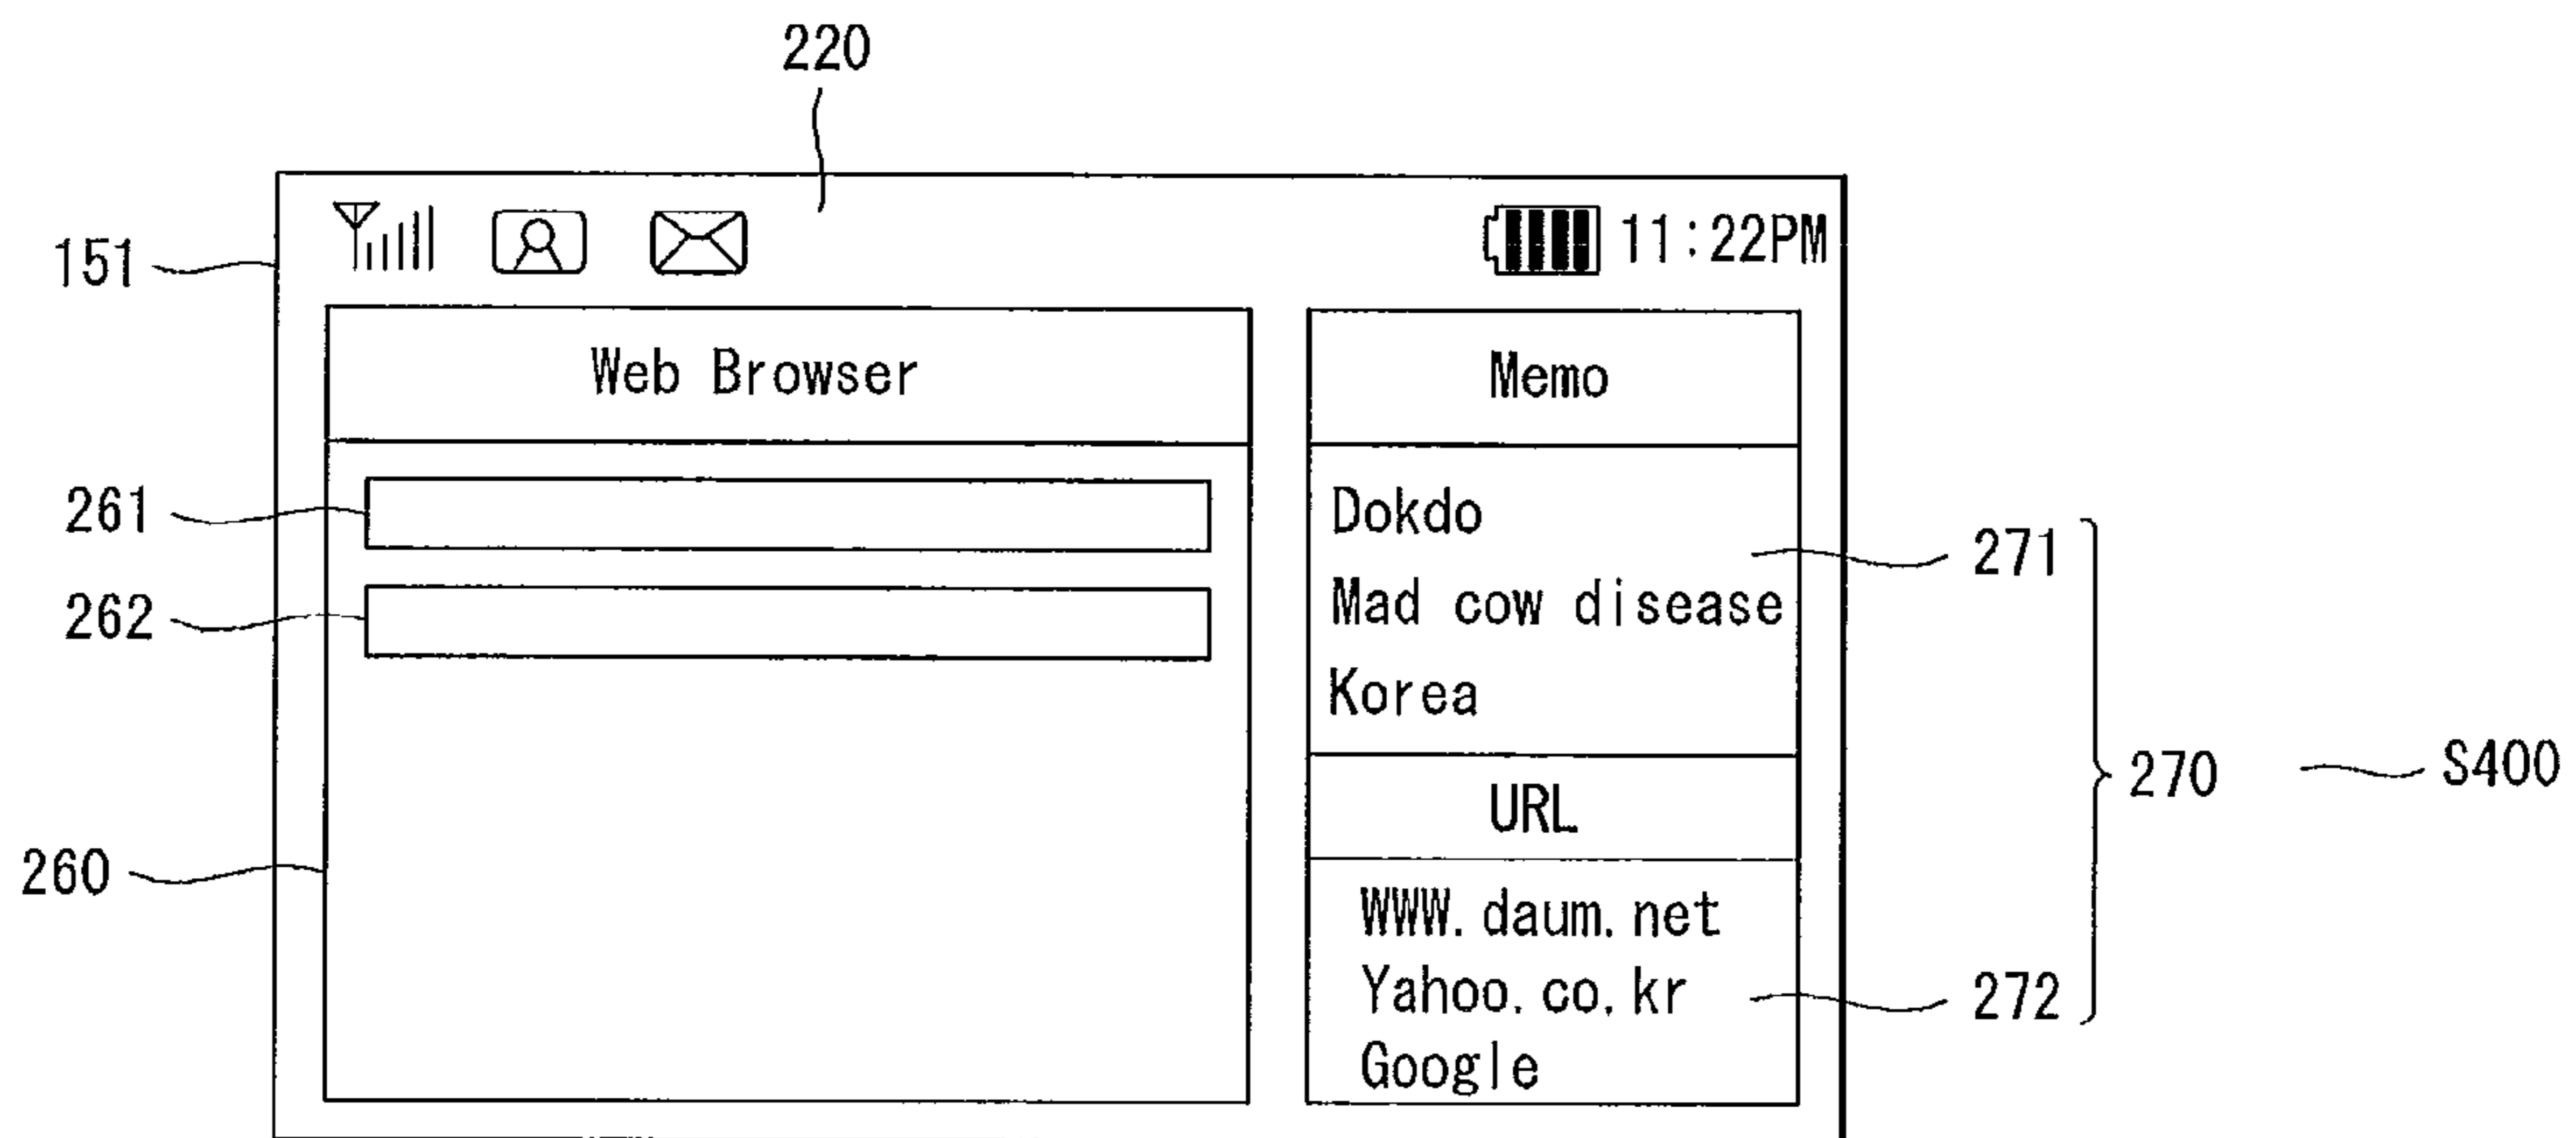 220
151
11:22PM
Web Browser
Memo
261
262
260
Dokdo
Mad cow disease
Korea
URL
WWW.daum.net
Yahoo.co.kr
Google
271
272
270
S400